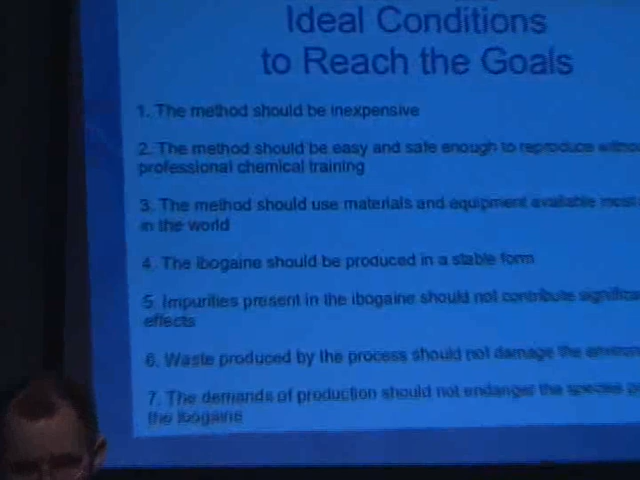 Ideal Conditions
to Reach the Goals
1. The method should be inexpensive
2. The method should be easy and safe enough to reproduce
professional chemical training
3. The method should use materials and equipment available most
in the world
4. The ibogaine should be produced in a stable form
5. Impurities present in the ibogaine should not contribute
effects
6. Waste produced by the process should not damage the
7. The demands of production should not endanger the species
the ibogaine